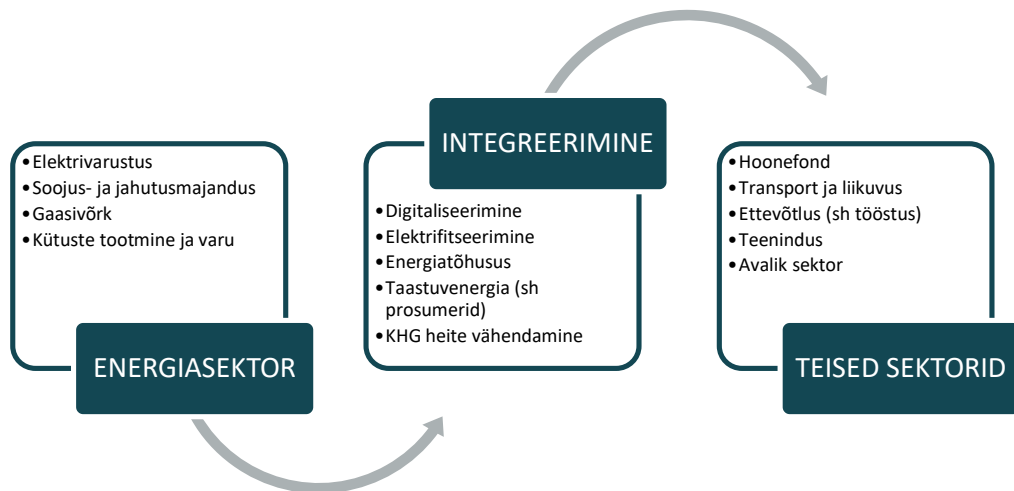 • Elektrivarustus
• Soojus- ja jahutusmajandus
• Gaasivõrk
• Kütuste tootmine ja varu
ENERGIASEKTOR
INTEGREERIMINE
• Digitaliseerimine
• Elektrifitseerimine
• Energiatõhusus
• Taastuvenergia (sh
prosumerid)
• KHG heite vähendamine
• Hoonefond
• Transport ja liikuvus
• Ettevõtlus (sh tööstus)
• Teenindus
• Avalik sektor
TEISED SEKTORID